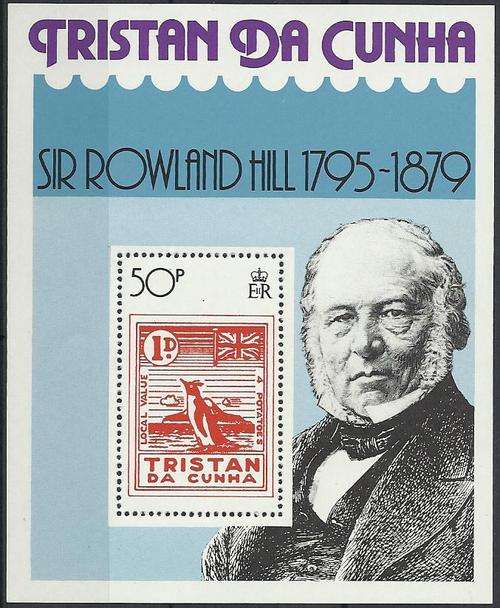 TRISTAN DA CUNHA
SIR ROWLAND HILL 1795~1879
50P
EIIR
1D
LOCAL VALUE
4 POTATOES
TRISTAN
DA CUNHA